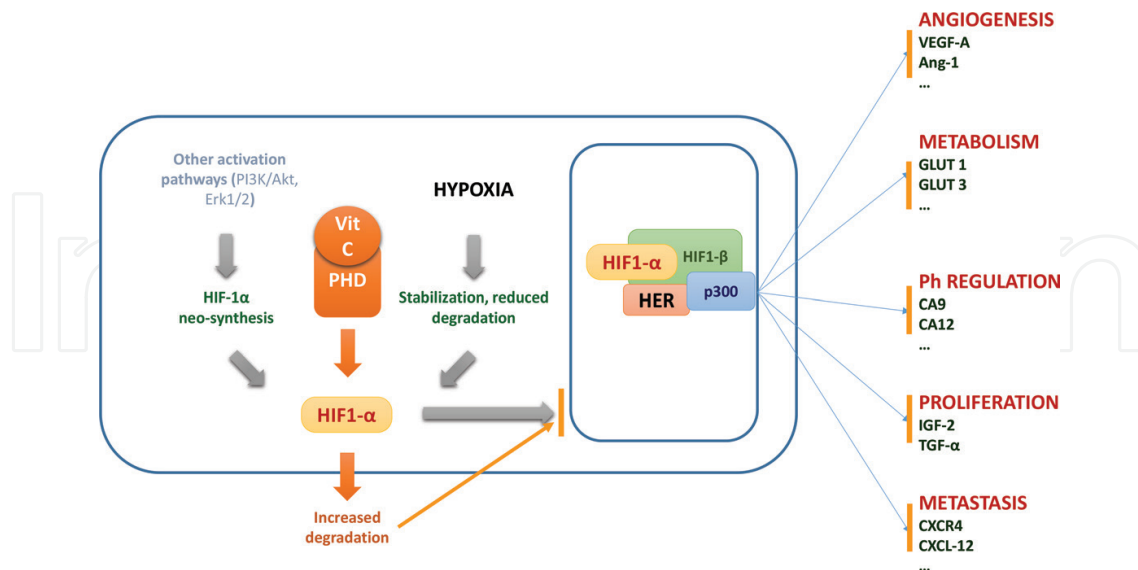 Other activation
pathways (PI3K/Akt,
Erk1/2)
HIF-1α
neo-synthesis
Vit
C
PHD
HYPOXIA
Stabilization, reduced
degradation
HIF1-α
Increased
degradation
HIF1-α
HIF1-β
HER
p300
ANGIOGENESIS
VEGF-A
Ang-1
...
METABOLISM
GLUT 1
GLUT 3
...
Ph REGULATION
CA9
CA12
...
PROLIFERATION
IGF-2
TGF-α
METASTASIS
CXCR4
CXCL-12
...